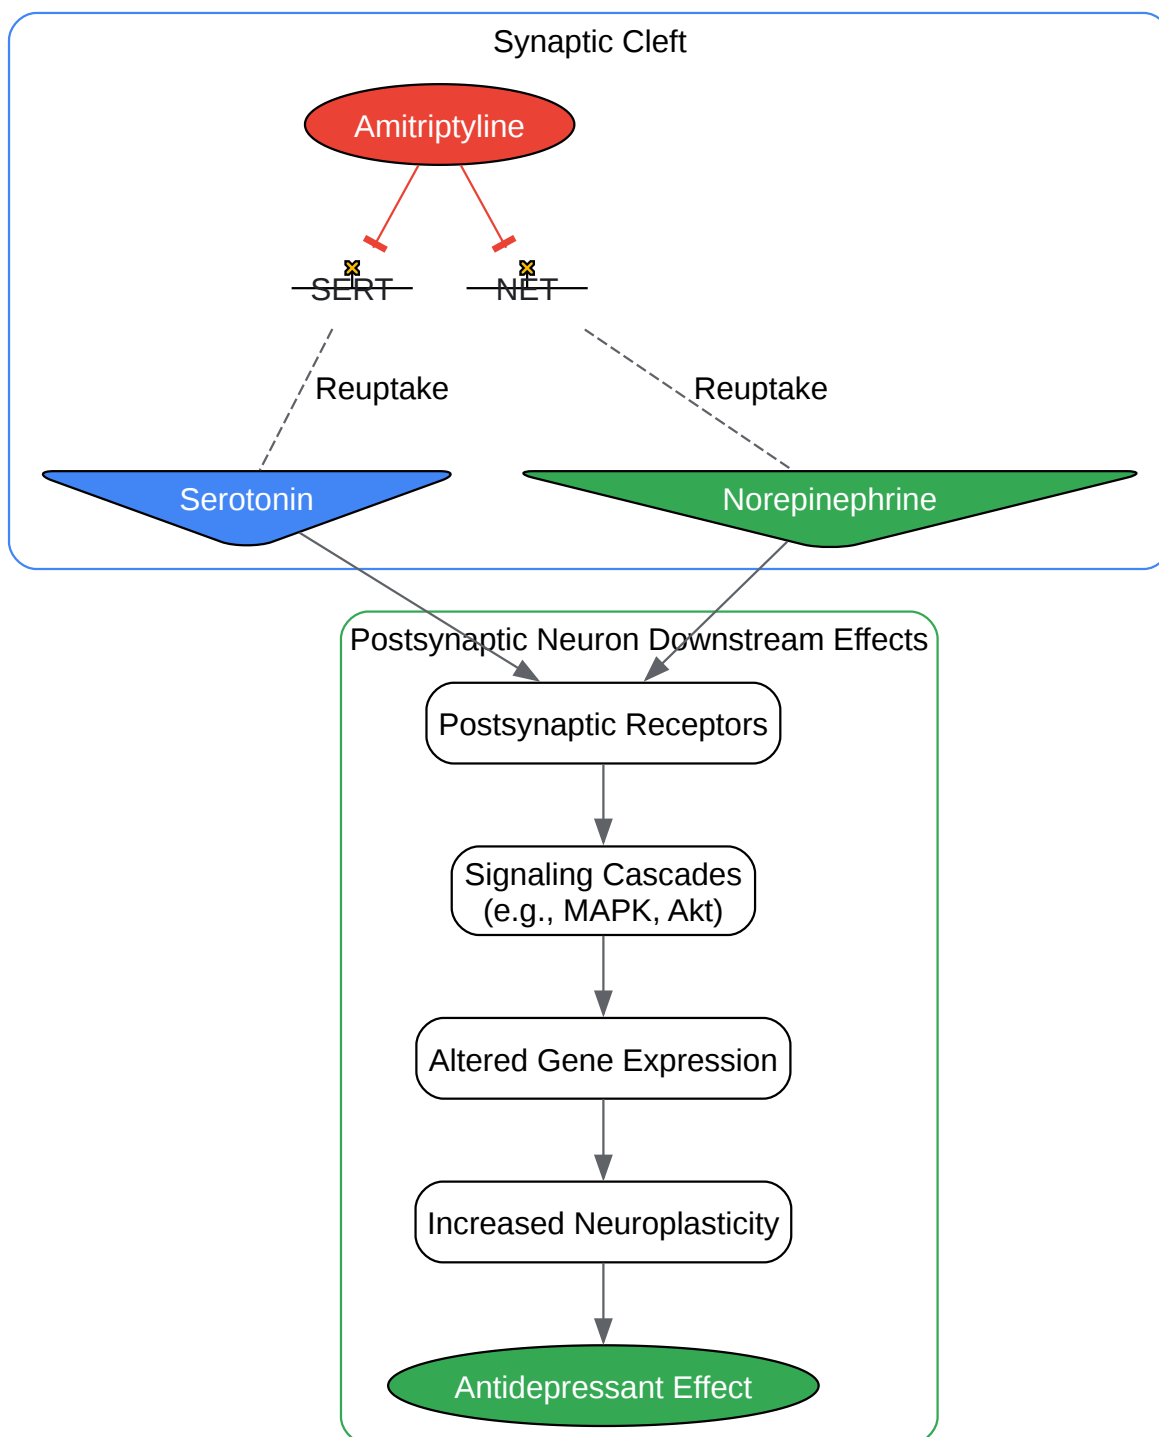 Synaptic Cleft
Amitriptyline
SERT
NET
Reuptake
Reuptake
Serotonin
Norepinephrine
Postsynaptic Neuron Downstream Effects
Postsynaptic Receptors
Signaling Cascades
(e.g., MAPK, Akt)
Altered Gene Expression
Increased Neuroplasticity
Antidepressant Effect